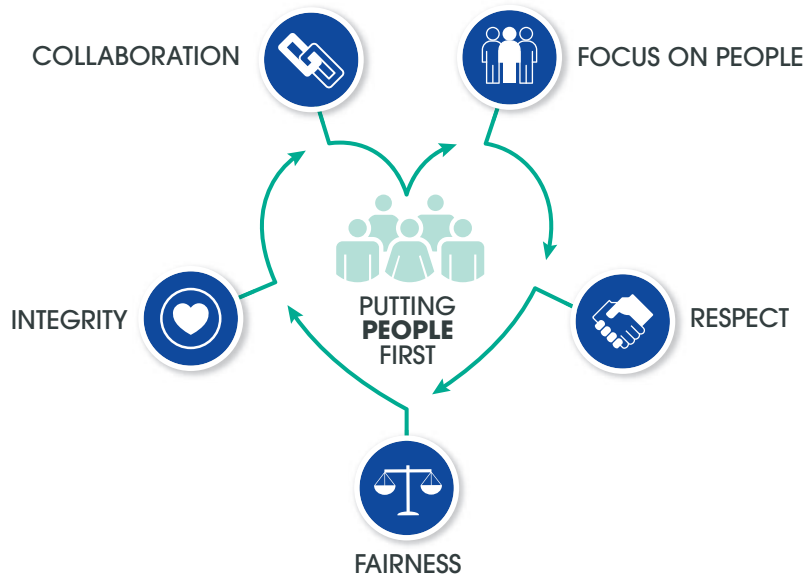 COLLABORATION
FOCUS ON PEOPLE
PUTTING
PEOPLE
FIRST
INTEGRITY
RESPECT
FAIRNESS